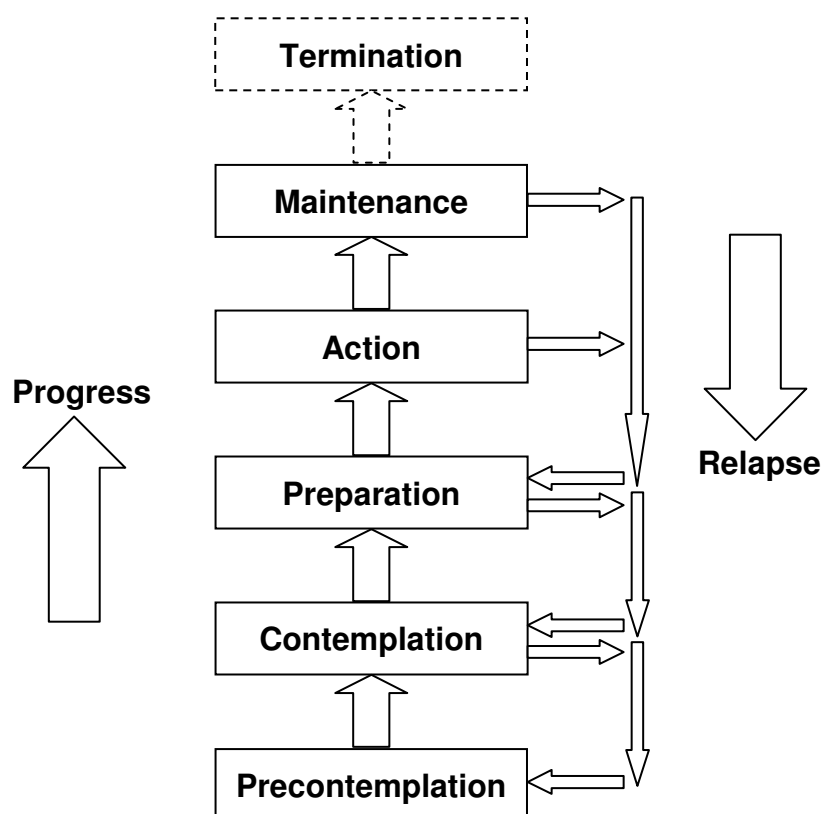 Termination
Maintenance
Action
Progress
Relapse
Preparation
Contemplation
Precontemplation